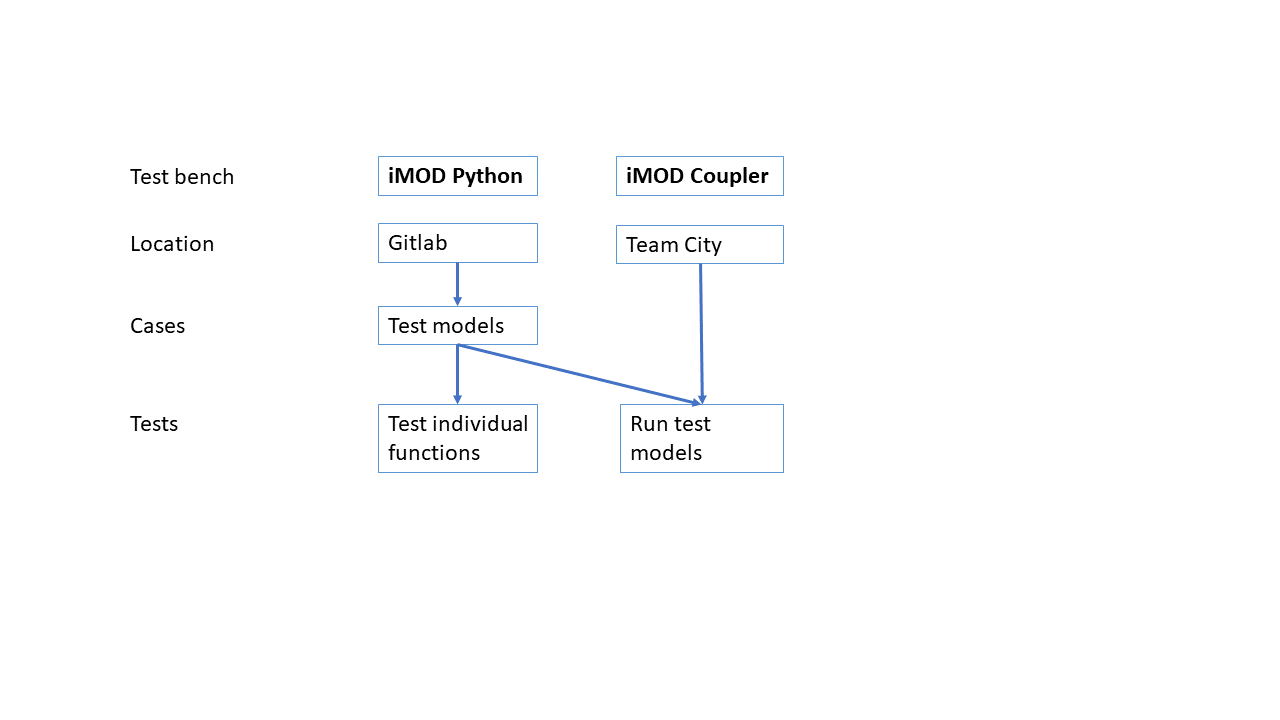 Test bench
iMOD Python
iMOD Coupler
Location
Gitlab
Team City
Cases
Test models
Tests
Test individual
functions
Run test
models